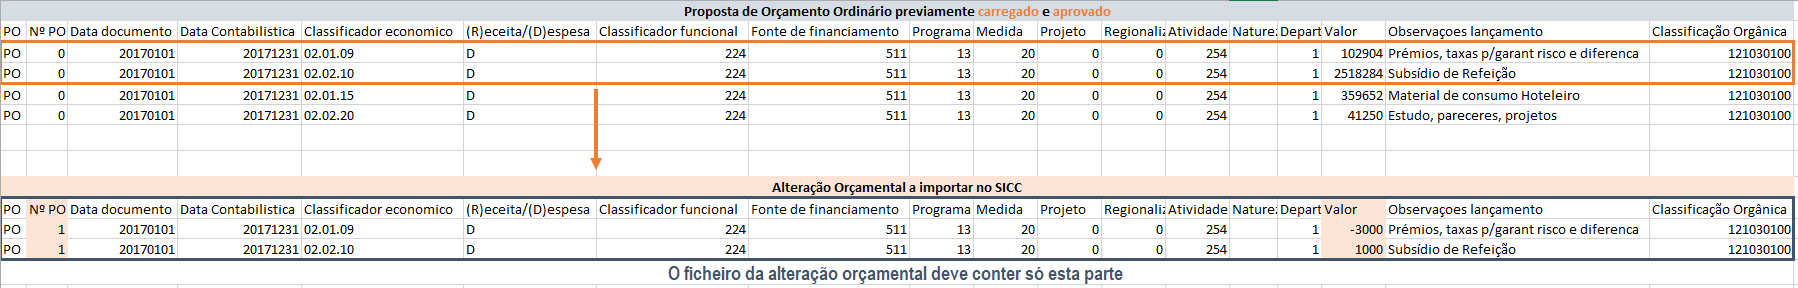 Proposta de Orçamento Ordinário previamente carregado e aprovado
PO Nº PO Data documento Data Contabilistica Classificador economico (R)eceita/(D)espesa Classificador funcional Fonte de financiamento Programa Medida Projeto Regionaliz Atividade Naturez Depart Valor Observaçoes lançamento Classificação Orgânica
PO 0 20170101 20171231 02.01.09 D 224 511 13 20 0 0 254 1 102904 Prémios, taxas p/garant risco e diferenca 121030100
PO 0 20170101 20171231 02.02.10 D 224 511 13 20 0 0 254 1 2518284 Subsídio de Refeição 121030100
PO 0 20170101 20171231 02.01.15 D 224 511 13 20 0 0 254 1 359652 Material de consumo Hoteleiro 121030100
PO 0 20170101 20171231 02.02.20 D 224 511 13 20 0 0 254 1 41250 Estudo, pareceres, projetos 121030100
Alteração Orçamental a importar no SICC
PO Nº PO Data documento Data Contabilistica Classificador economico (R)eceita/(D)espesa Classificador funcional Fonte de financiamento Programa Medida Projeto Regionaliz Atividade Naturez Depart Valor Observaçoes lançamento Classificação Orgânica
PO 1 20170101 20171231 02.01.09 D 224 511 13 20 0 0 254 1 -3000 Prémios, taxas p/garant risco e diferenca 121030100
PO 1 20170101 20171231 02.02.10 D 224 511 13 20 0 0 254 1 1000 Subsídio de Refeição 121030100
O ficheiro da alteração orçamental deve conter só esta parte